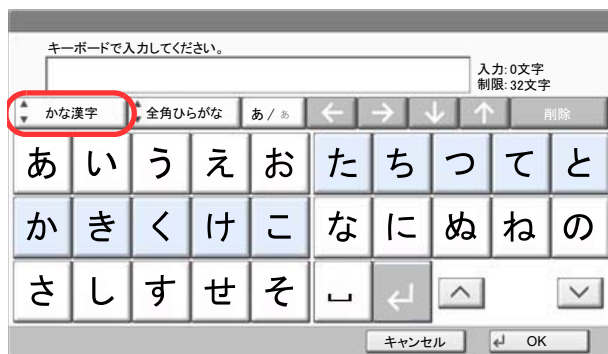 キーボードで入力してください。
入力: 0文字
制限: 32文字
かな漢字 全角ひらがな あ / ぁ ← → ↓ ↑ 削除
あ い う え お た ち つ て と
か き く け こ な に ぬ ね の
さ し す せ そ
キャンセル OK